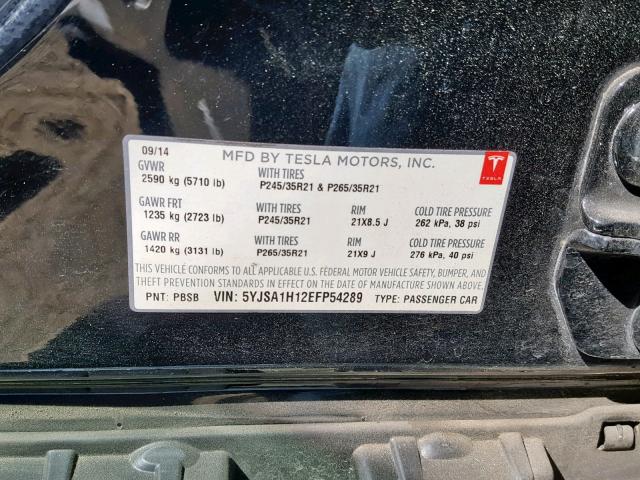 09/14
MFD BY TESLA MOTORS, INC.
TESLA
GVWR WITH TIRES
2590 kg (5710 lb) P245/35R21 & P265/35R21
GAWR FRT WITH TIRES RIM COLD TIRE PRESSURE
1235 kg (2723 lb) P245/35R21 21X8.5 J 262 kPa, 38 psi
GAWR RR WITH TIRES RIM COLD TIRE PRESSURE
1420 kg (3131 lb) P265/35R21 21X9 J 276 kPa, 40 psi
THIS VEHICLE CONFORMS TO ALL APPLICABLE U.S. FEDERAL MOTOR VEHICLE SAFETY, BUMPER, AND
THEFT PREVENTION STANDARDS IN EFFECT ON THE DATE OF MANUFACTURE SHOWN ABOVE.
PNT: PBSB VIN: 5YJSA1H12EFP54289 TYPE: PASSENGER CAR